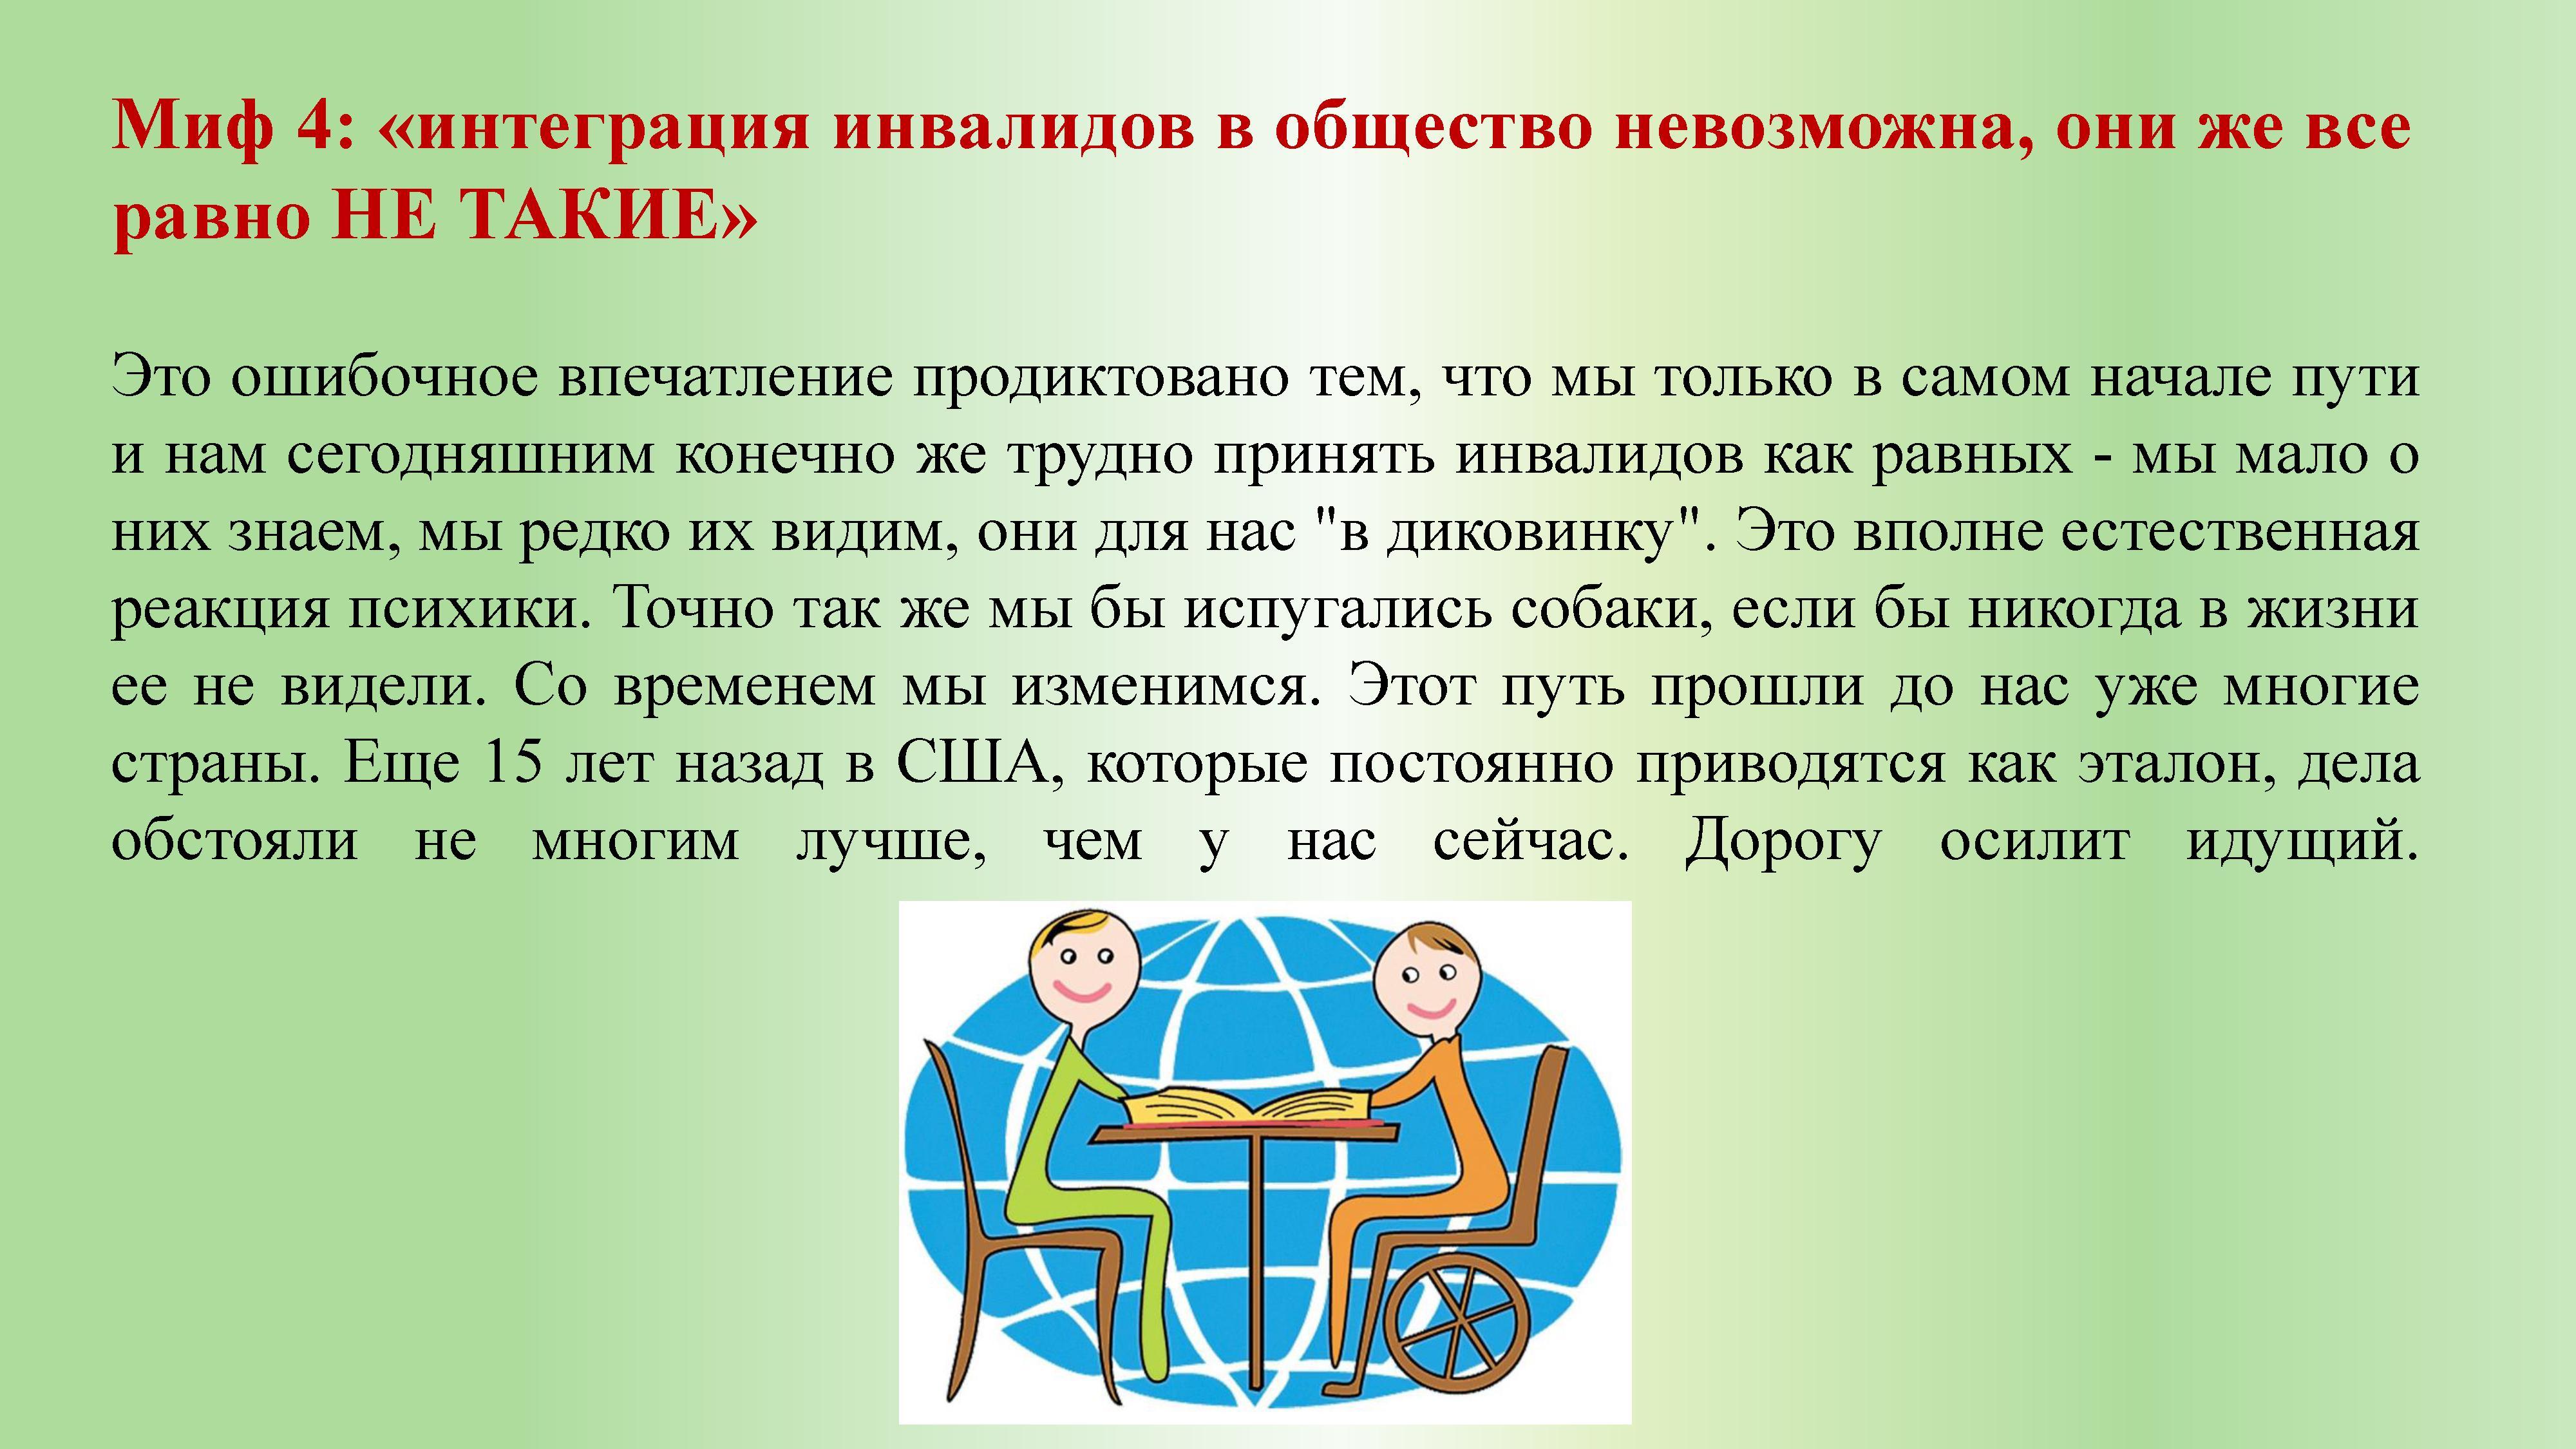 Миф 4: «интеграция инвалидов в общество невозможна, они же все
равно НЕ ТАКИЕ»
Это ошибочное впечатление продиктовано тем, что мы только в самом начале пути
и нам сегодняшним конечно же трудно принять инвалидов как равных - мы мало о
них знаем, мы редко их видим, они для нас "в диковинку". Это вполне естественная
реакция психики. Точно так же мы бы испугались собаки, если бы никогда в жизни
ее не видели. Со временем мы изменимся. Этот путь прошли до нас уже многие
страны. Еще 15 лет назад в США, которые постоянно приводятся как эталон, дела
обстояли не многим лучше, чем у нас сейчас. Дорогу осилит идущий.